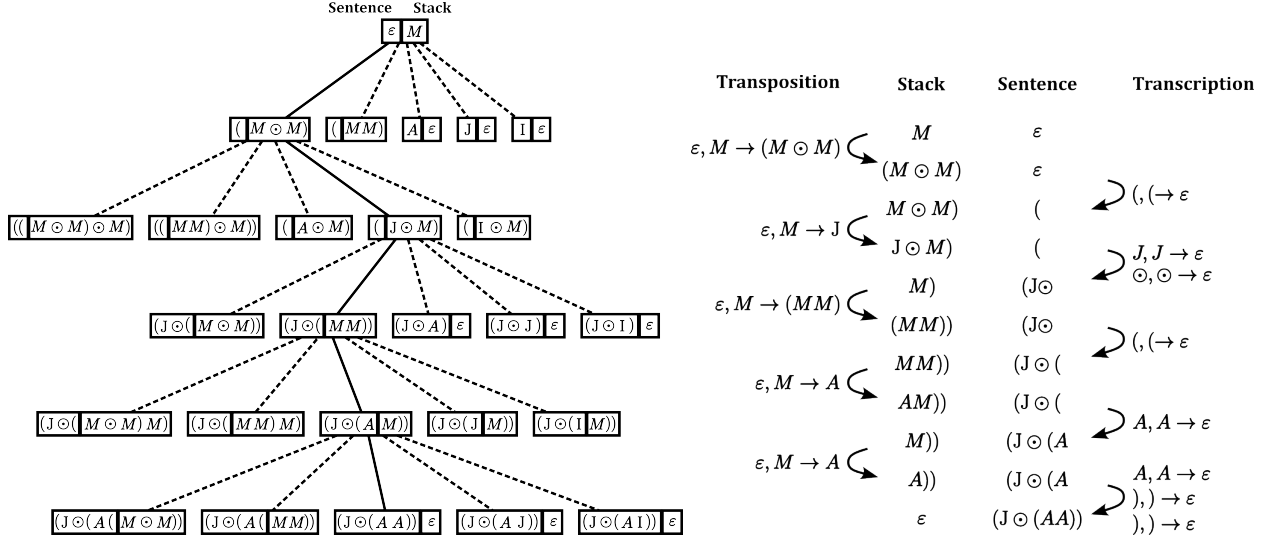 Sentence Stack
ε M
( M ⊙ M) ( MM) A ε J ε I ε
(( M ⊙ M) ⊙ M) (( MM) ⊙ M)) ( A ⊙ M) ( J ⊙ M) ( I ⊙ M)
(J ⊙( M ⊙ M)) (J ⊙( MM)) (J ⊙ A) ε (J ⊙ J) ε (J ⊙ I) ε
(J ⊙( M ⊙ M) M) (J ⊙( MM) M) (J ⊙( A M)) (J ⊙( J M)) (J ⊙( I M))
(J ⊙( A( M ⊙ M)) (J ⊙( A( MM)) (J ⊙( A A)) ε (J ⊙( A J)) ε (J ⊙( A I)) ε
Transposition Stack Sentence Transcription
M ε
ε, M → (M ⊙ M)
(M ⊙ M) ε
(, (→ ε
M ⊙ M) (
ε, M → J
J ⊙ M) (
J, J → ε
⊙, ⊙ → ε
M) (J⊙
ε, M → (MM)
(MM)) (J⊙
(, (→ ε
MM)) (J ⊙ (
ε, M → A
AM)) (J ⊙ (
A, A → ε
M)) (J ⊙ (A
ε, M → A
A)) (J ⊙ (A
A, A → ε
), ) → ε
), ) → ε
ε (J ⊙ (AA))